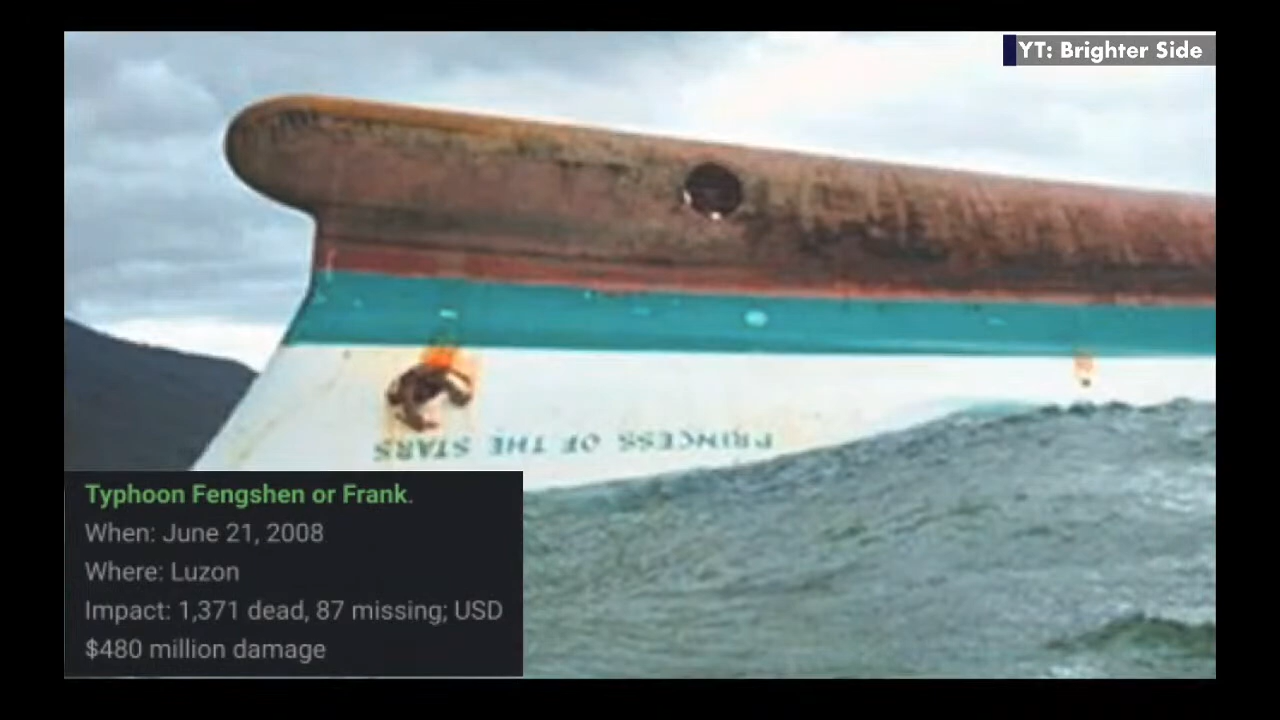 YT: Brighter Side
PRINCESS OF THE STARS
Typhoon Fengshen or Frank.
When: June 21, 2008
Where: Luzon
Impact: 1,371 dead, 87 missing; USD
$480 million damage